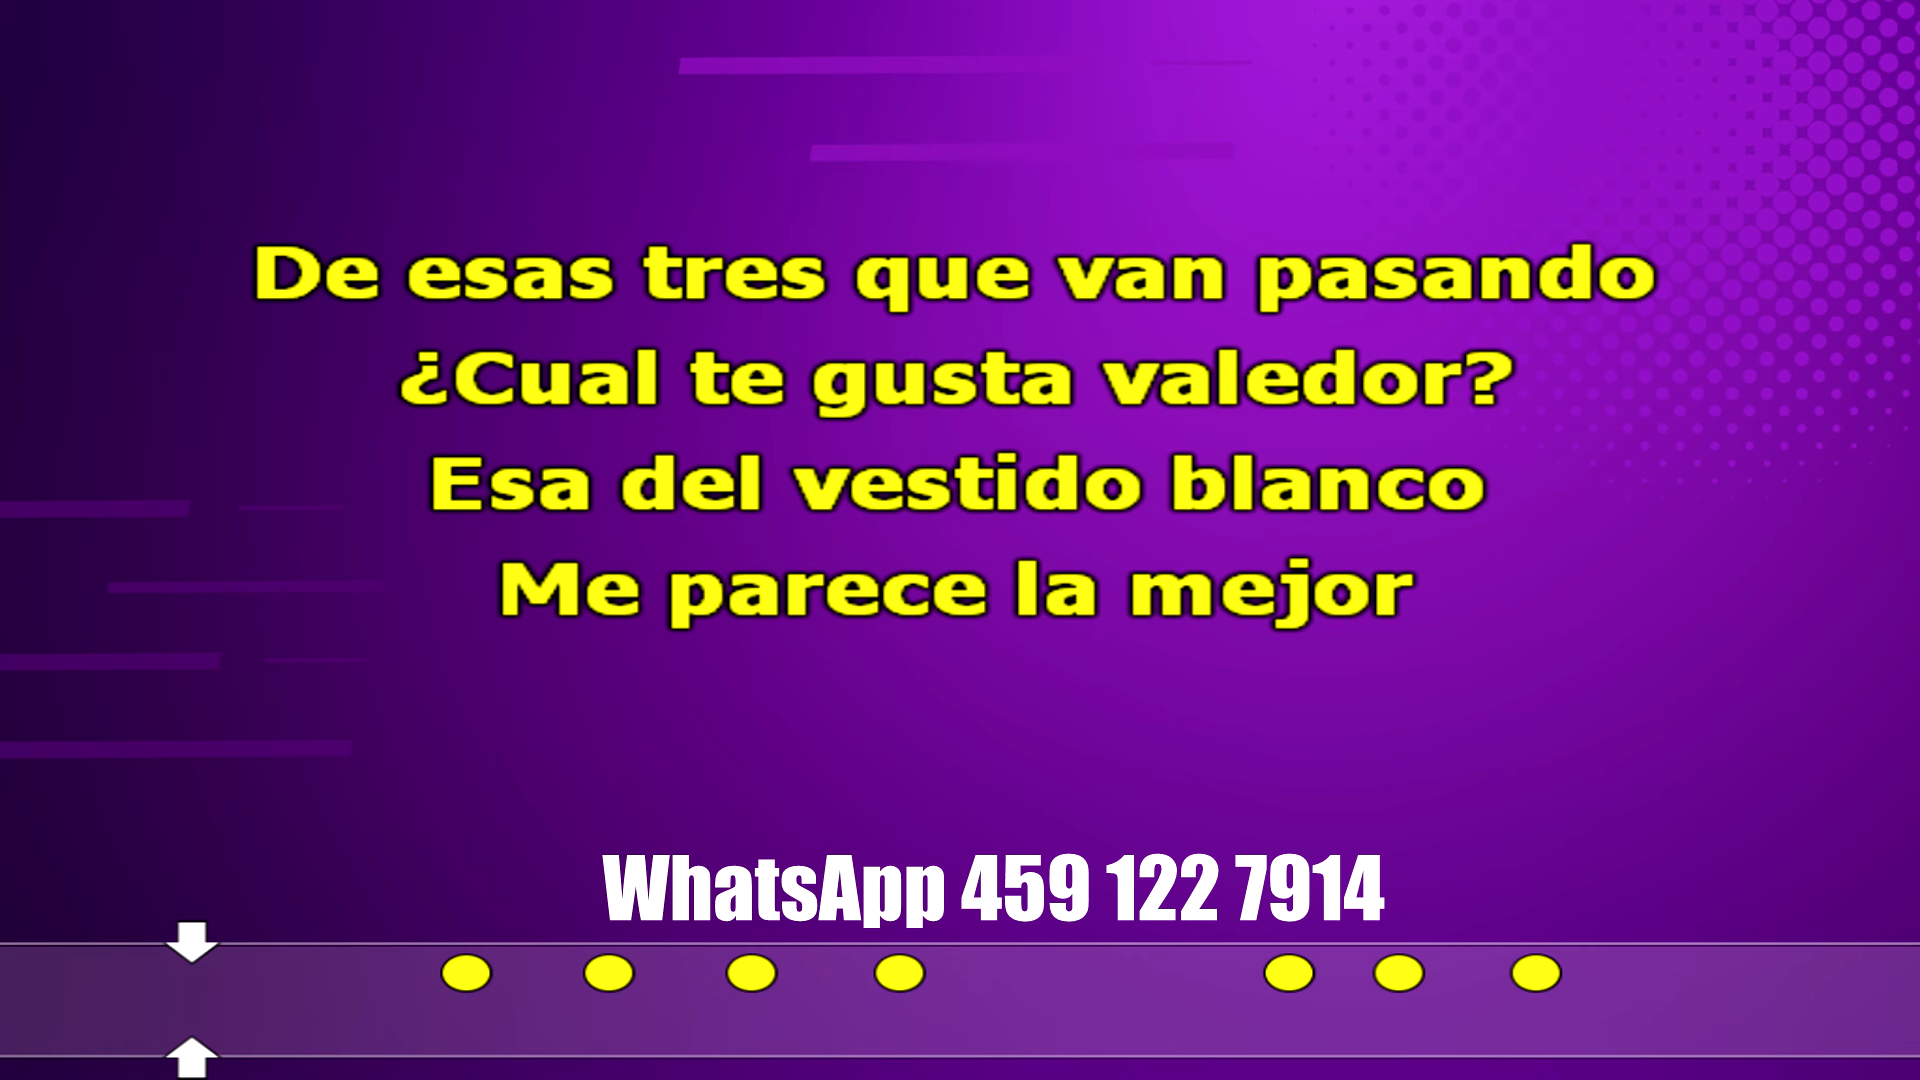 De esas tres que van pasando
¿Cual te gusta valedor?
Esa del vestido blanco
Me parece la mejor
WhatsApp 459 122 7914